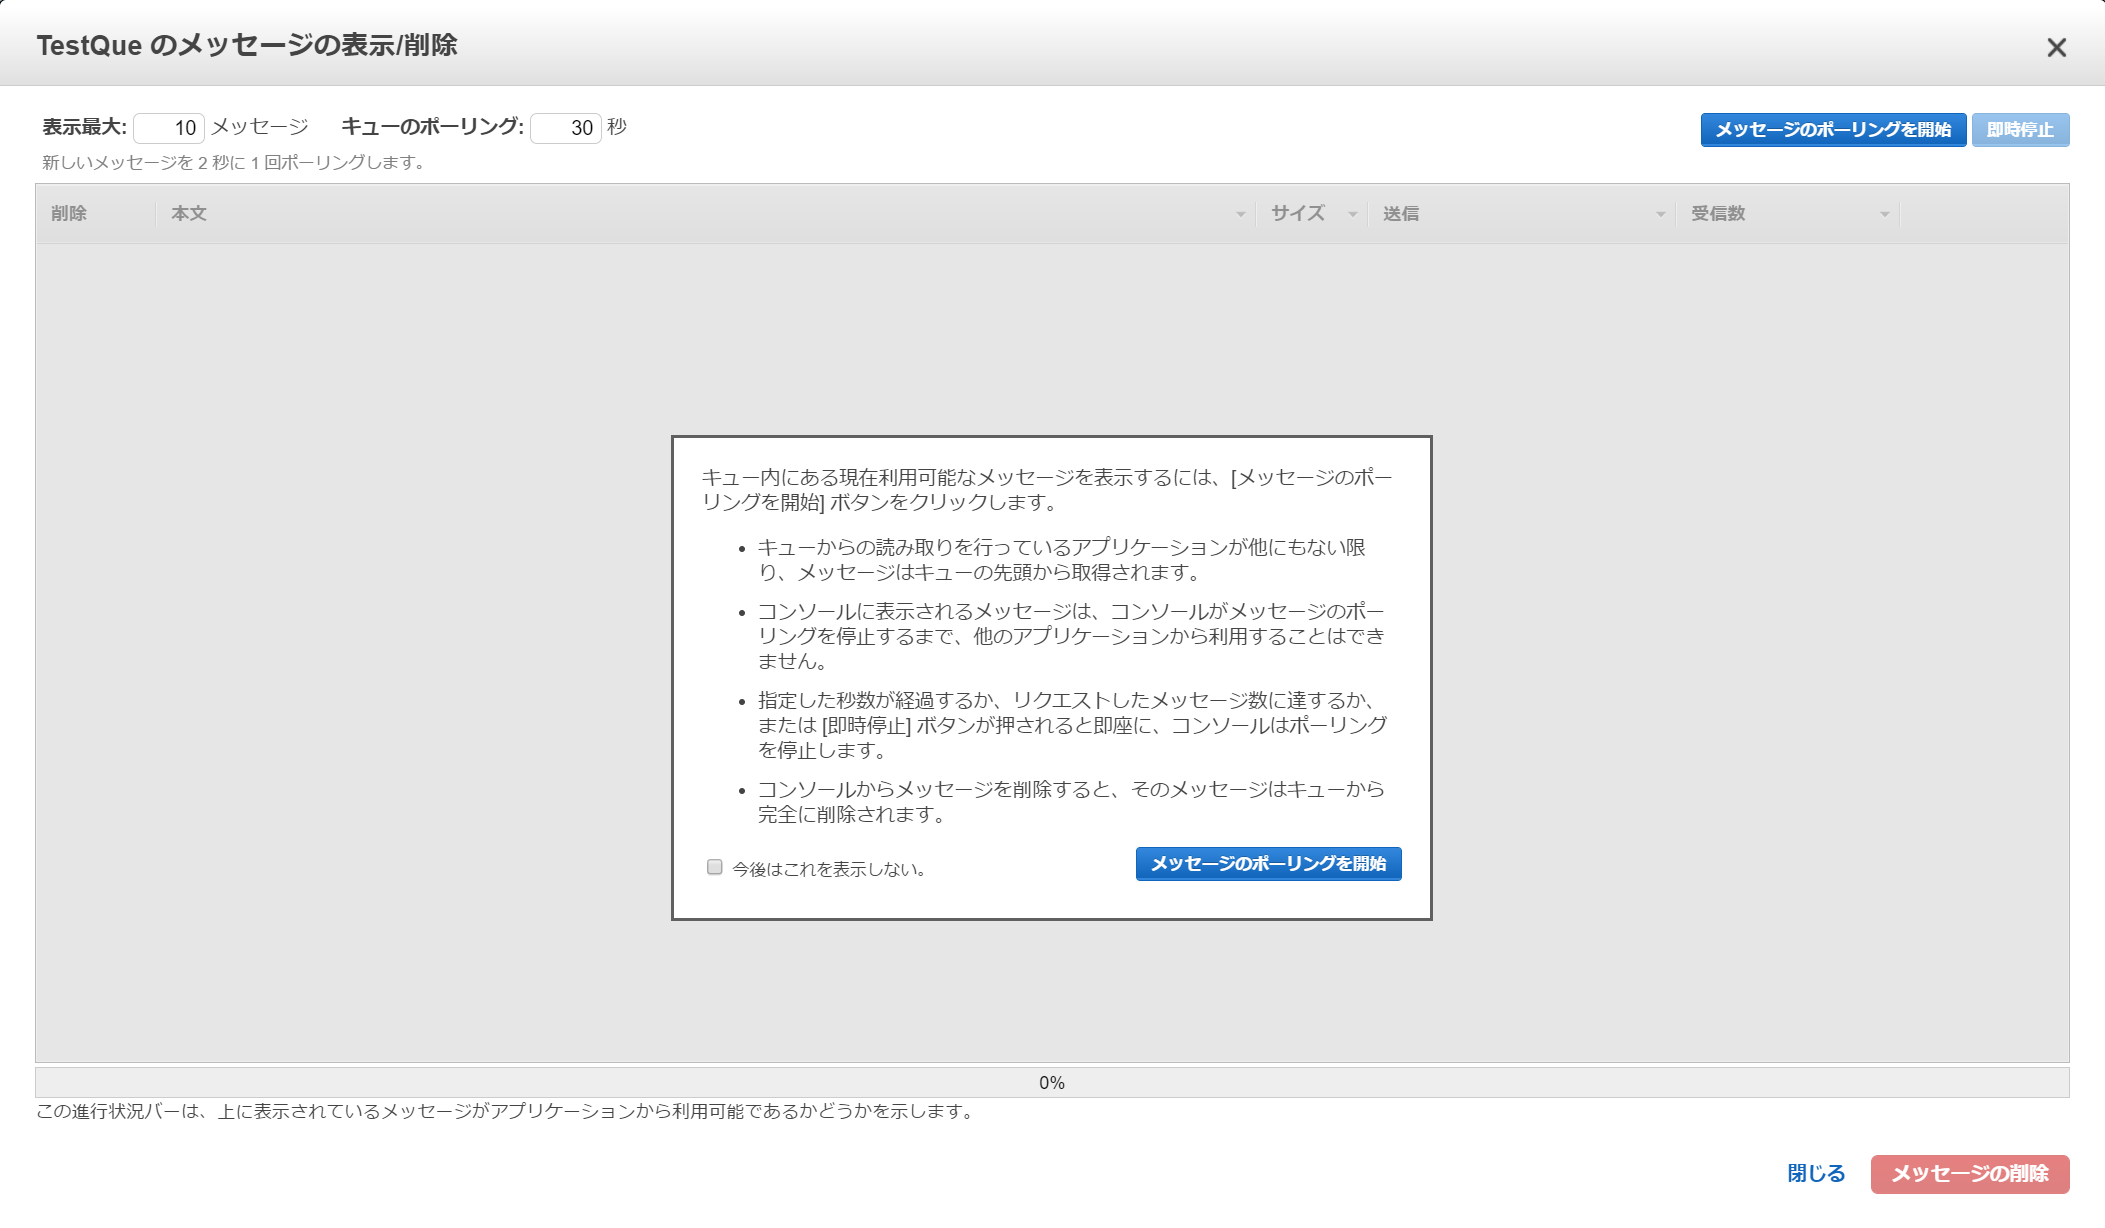 TestQue のメッセージの表示/削除
表示最大: 10 メッセージ キューのポーリング: 30 秒
メッセージのポーリングを開始 即時停止
新しいメッセージを 2 秒に 1 回ポーリングします。
削除 本文 サイズ 送信 受信数
キュー内にある現在利用可能なメッセージを表示するには、[メッセージのポー
リングを開始] ボタンをクリックします。
• キューからの読み取りを行っているアプリケーションが他にもない限
り、メッセージはキューの先頭から取得されます。
• コンソールに表示されるメッセージは、コンソールがメッセージのポー
リングを停止するまで、他のアプリケーションから利用することはでき
ません。
• 指定した秒数が経過するか、リクエストしたメッセージ数に達するか、
または [即時停止] ボタンが押されると即座に、コンソールはポーリング
を停止します。
• コンソールからメッセージを削除すると、そのメッセージはキューから
完全に削除されます。
今後はこれを表示しない。 メッセージのポーリングを開始
0%
この進行状況バーは、上に表示されているメッセージがアプリケーションから利用可能であるかどうかを示します。
閉じる メッセージの削除